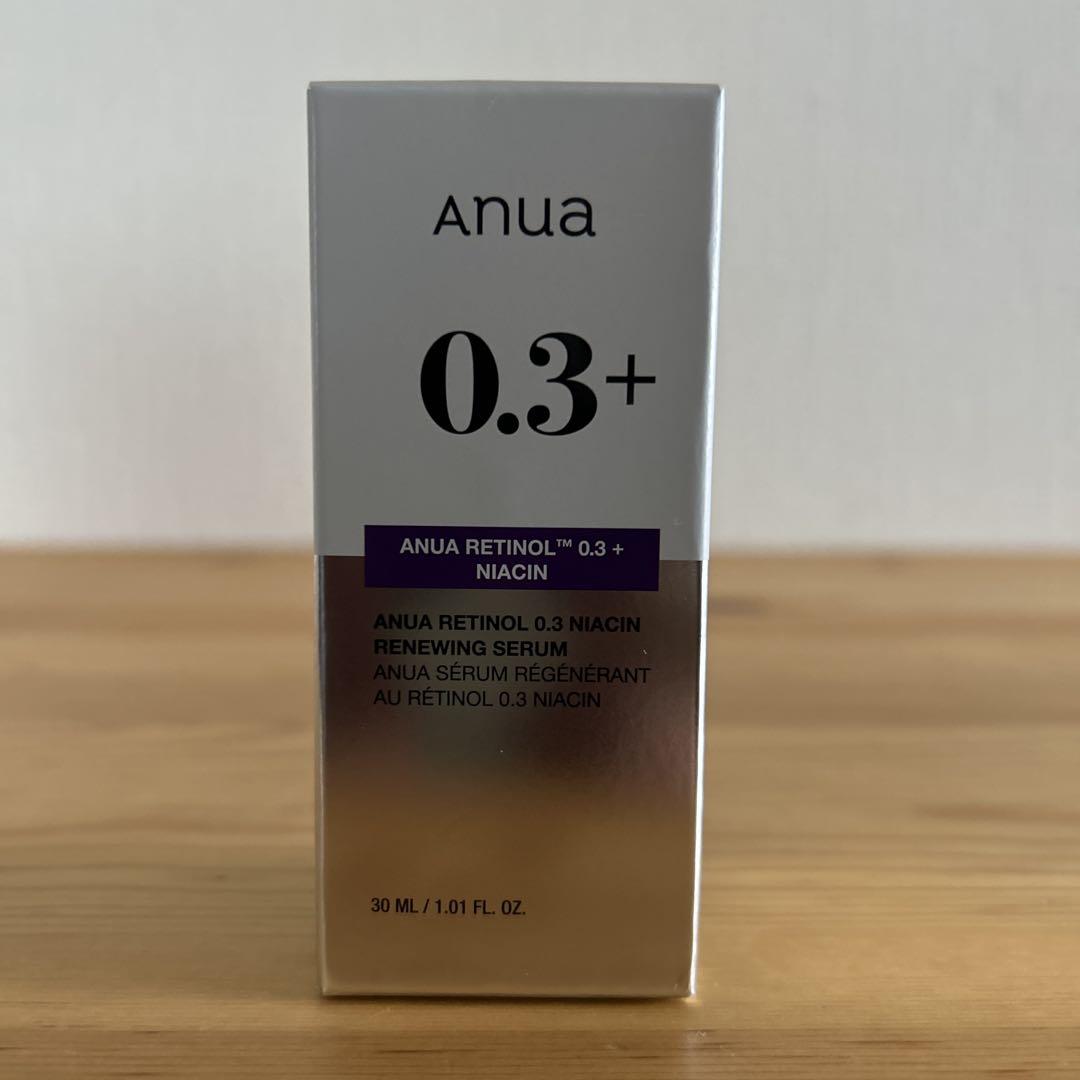 Anua
0.3+
ANUA RETINOL™ 0.3 +
NIACIN
ANUA RETINOL 0.3 NIACIN
RENEWING SERUM
ANUA SÉRUM RÉGÉNÉRANT
AU RÉTINOL 0.3 NIACIN
30 ML / 1.01 FL. OZ.